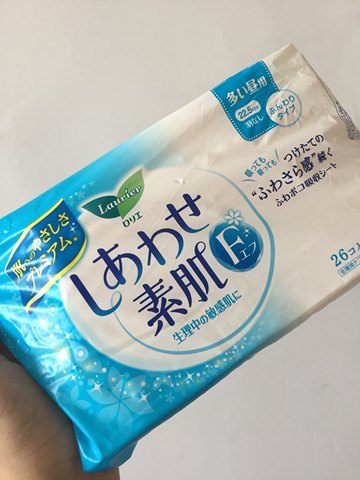 多い昼用
22.5cm
羽なし
ふんわり
タイプ
吸っても
吸っても
つけたての
"ふわさら感"続く
ふわポコ吸収シート
Laurier
ロリエ
肌へのやさしさ
プレミアム
しあわせ
素肌
F
エフ
生理中の敏感肌に
26コ入